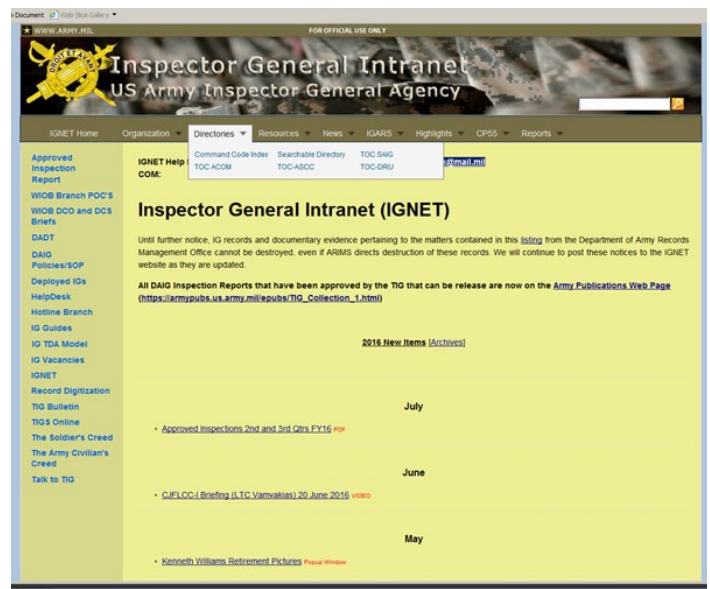 Document Web Slice Gallery
WWW.ARMY.MIL FOR OFFICIAL USE ONLY
DROIT ET AVANT
Inspector General Intranet
US Army Inspector General Agency
IGNET Home Organization Directories Resources News IGARS Highlights CP55 Reports
Command Code Index Searchable Directory TOC SAIG
TOC ACOM TOC-ASCC TOC-DRU
Approved
Inspection
Report
WIOB Branch POC'S
WIOB DCO and DCS
Briefs
DADT
DAIG
Policies/SOP
Deployed IGs
HelpDesk
Hotline Branch
IG Guides
IG TDA Model
IG Vacancies
IGNET
Record Digitization
TIG Bulletin
TIGS Online
The Soldier's Creed
The Army Civilian's
Creed
Talk to TIG
IGNET Help @mail.mil
COM:
Inspector General Intranet (IGNET)
Until further notice, IG records and documentary evidence pertaining to the matters contained in this listing from the Department of Army Records
Management Office cannot be destroyed, even if ARIMS directs destruction of these records. We will continue to post these notices to the IGNET
website as they are updated.
All DAIG Inspection Reports that have been approved by the TIG that can be release are now on the Army Publications Web Page
(https://armypubs.us.army.mil/epubs/TIG_Collection_1.html)
2016 New Items [Archives]
July
• Approved Inspections 2nd and 3rd Qtrs FY16 PDF
June
• CJFLCC-I Briefing (LTC Vamvakias) 20 June 2016 VIDEO
May
• Kenneth Williams Retirement Pictures Popup Window